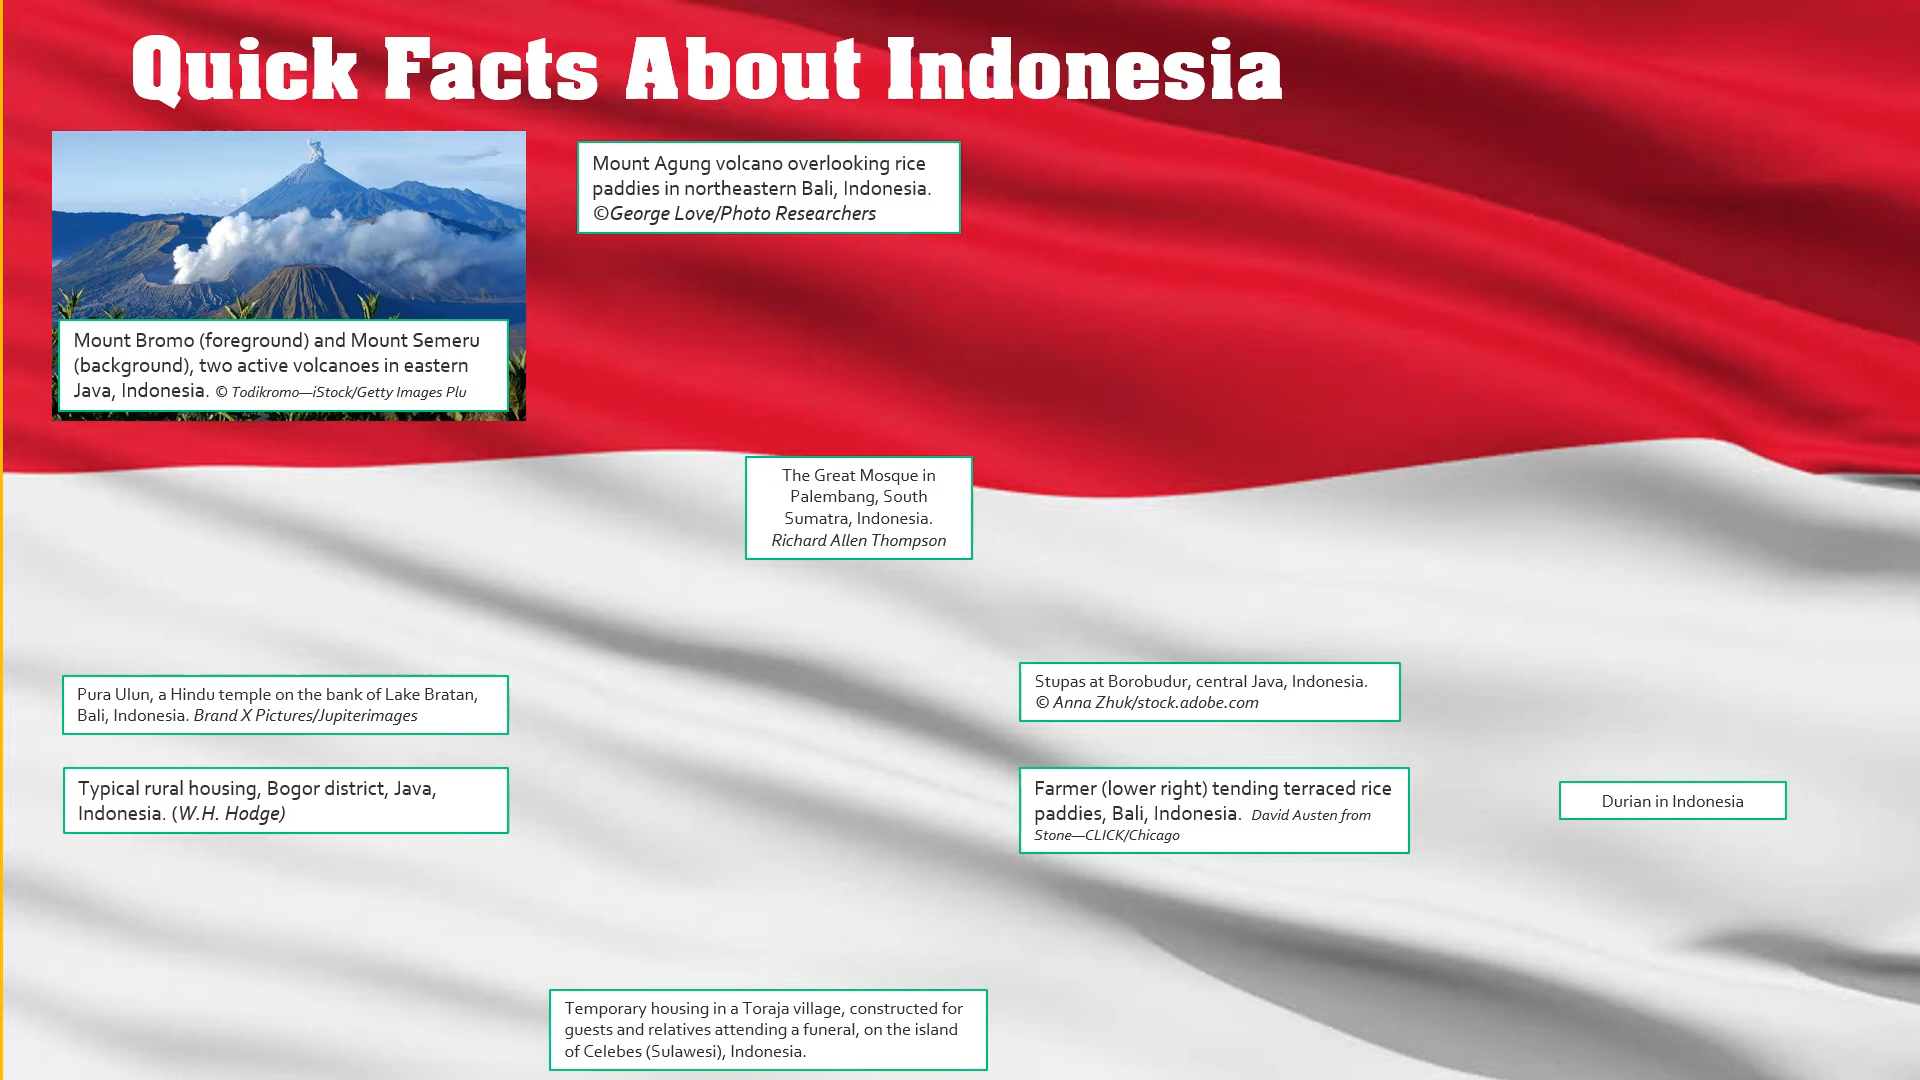 Quick Facts About Indonesia
Mount Agung volcano overlooking rice
paddies in northeastern Bali, Indonesia.
©George Love/Photo Researchers
Mount Bromo (foreground) and Mount Semeru
(background), two active volcanoes in eastern
Java, Indonesia. © Todikromo—iStock/Getty Images Plu
The Great Mosque in
Palembang, South
Sumatra, Indonesia.
Richard Allen Thompson
Pura Ulun, a Hindu temple on the bank of Lake Bratan,
Bali, Indonesia. Brand X Pictures/Jupiterimages
Stupas at Borobudur, central Java, Indonesia.
© Anna Zhuk/stock.adobe.com
Typical rural housing, Bogor district, Java,
Indonesia. (W.H. Hodge)
Farmer (lower right) tending terraced rice
paddies, Bali, Indonesia. David Austen from
Stone—CLICK/Chicago
Durian in Indonesia
Temporary housing in a Toraja village, constructed for
guests and relatives attending a funeral, on the island
of Celebes (Sulawesi), Indonesia.